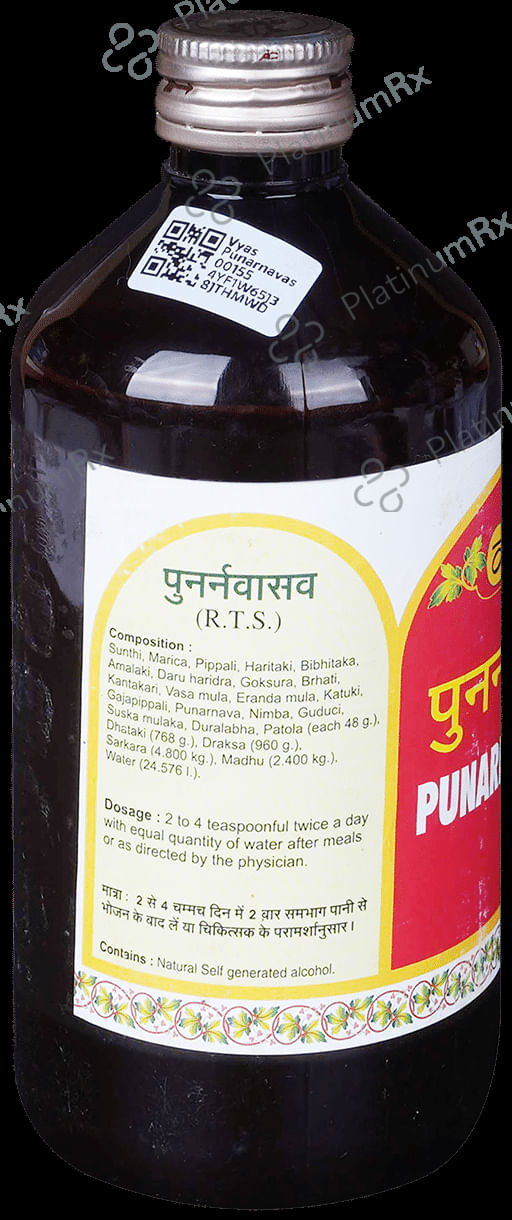 Vyas
Punarnavas
00155
4YF1W65J3
8JTHMWD
पुनर्नवासव
(R.T.S.)
Composition :
Sunthi, Marica, Pippali, Haritaki, Bibhitaka,
Amalaki, Daru haridra, Goksura, Brhati,
Kantakari, Vasa mula, Eranda mula, Katuki,
Gajapippali, Punarnava, Nimba, Guduci,
Suska mulaka, Duralabha, Patola (each 48 g.),
Dhataki (768 g.), Draksa (960 g.),
Sarkara (4.800 kg.), Madhu (2.400 kg.),
Water (24.576 l.).
Dosage : 2 to 4 teaspoonful twice a day
with equal quantity of water after meals
or as directed by the physician.
मात्रा : 2 से 4 चम्मच दिन में 2 बार समभाग पानी से
भोजन के बाद लें या चिकित्सक के परामर्शानुसार।
Contains : Natural Self generated alcohol.
पुनर्न
PUNAR
PlatinumRx
PlatinumRx
PlatinumRx
PlatinumRx